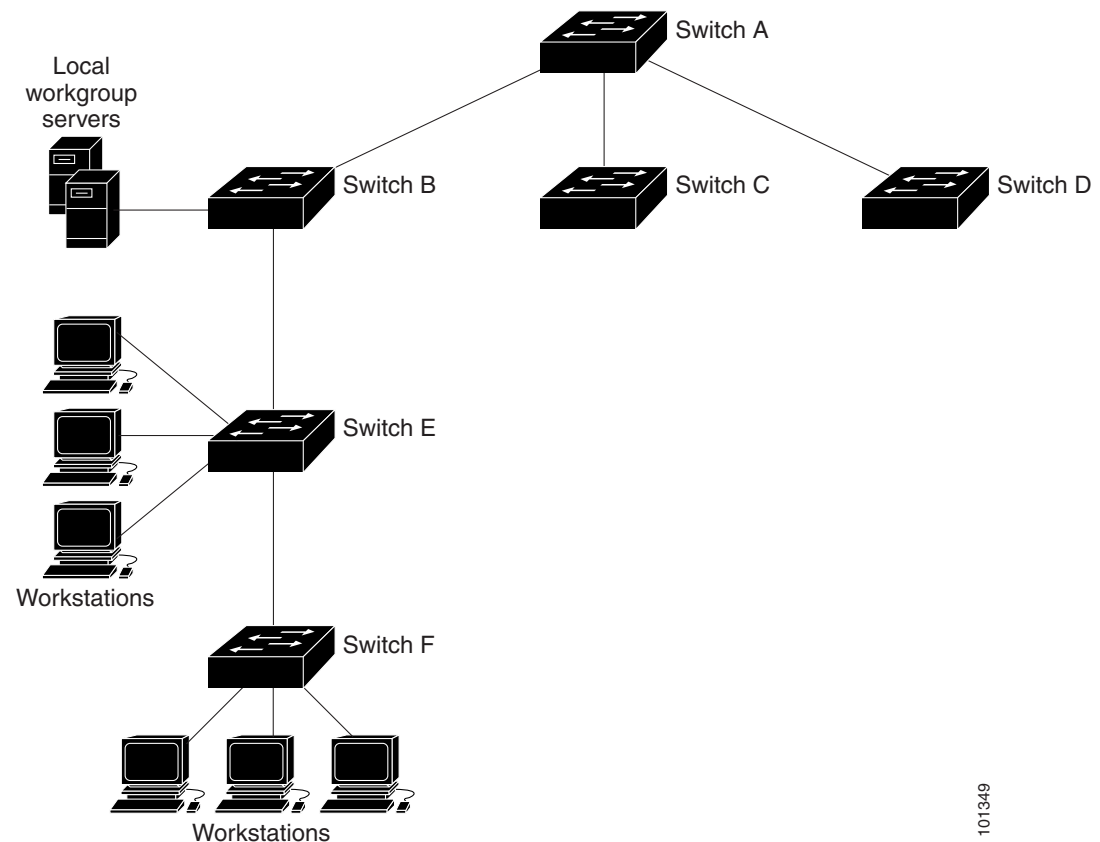 Switch A
Local
workgroup
servers
Switch B
Switch C
Switch D
Switch E
Workstations
Switch F
Workstations
101349